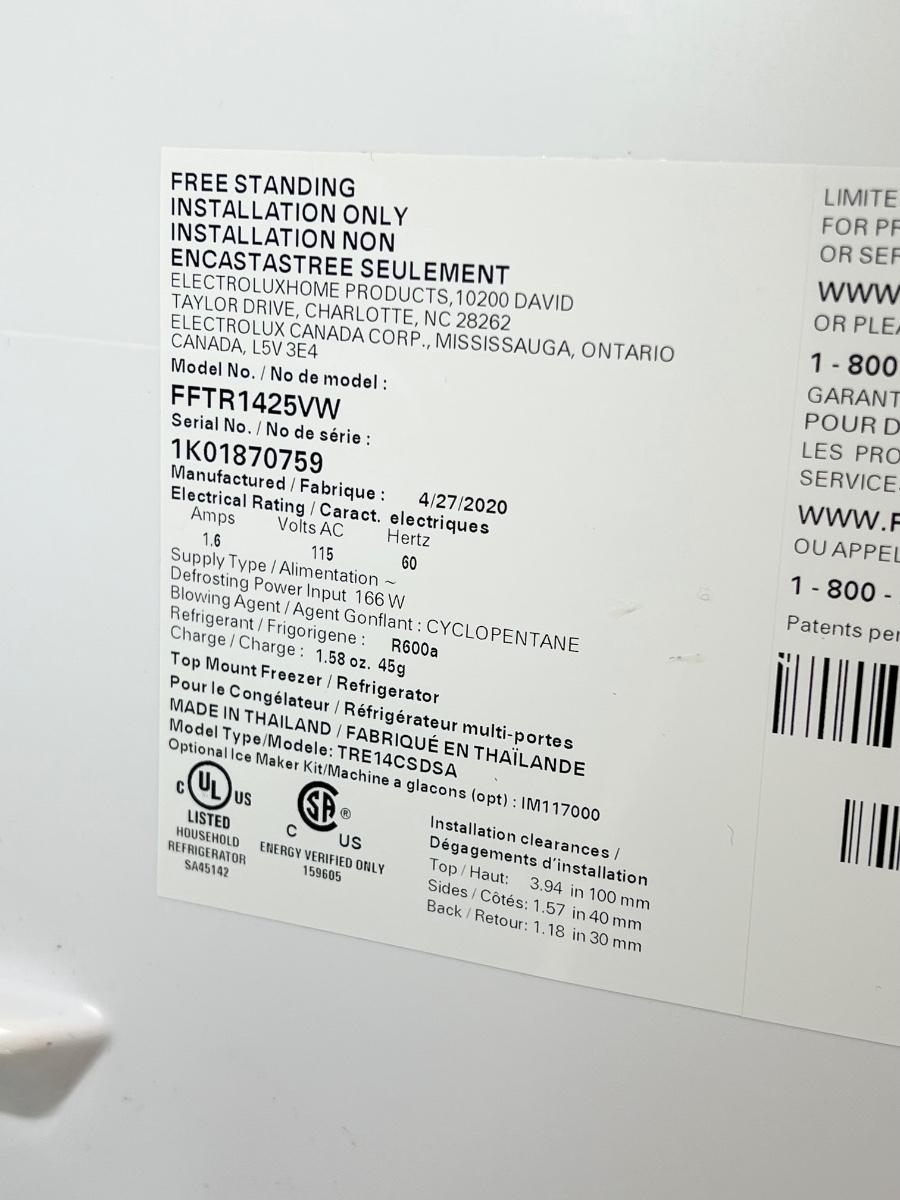 FREE STANDING
INSTALLATION ONLY
INSTALLATION NON
ENCASTASTREE SEULEMENT
ELECTROLUXHOME PRODUCTS,10200 DAVID
TAYLOR DRIVE, CHARLOTTE, NC 28262
ELECTROLUX CANADA CORP., MISSISSAUGA, ONTARIO
CANADA, L5V 3E4
Model No. / No de model :
FFTR1425VW
Serial No. / No de série :
1K01870759
Manufactured / Fabrique : 4/27/2020
Electrical Rating / Caract. electriques
Amps Volts AC Hertz
1.6 115 60
Supply Type / Alimentation ~
Defrosting Power Input 166 W
Blowing Agent / Agent Gonflant : CYCLOPENTANE
Refrigerant / Frigorigene : R600a
Charge / Charge : 1.58 oz. 45g
Top Mount Freezer / Refrigerator
Pour le Congélateur / Réfrigérateur multi-portes
MADE IN THAILAND / FABRIQUÉ EN THAÏLANDE
Model Type/Modele: TRE14CSDSA
Optional Ice Maker Kit/Machine a glacons (opt) : IM117000
C UL US
LISTED
HOUSEHOLD
REFRIGERATOR
SA45142
SA ®
C US
ENERGY VERIFIED ONLY
159605
Installation clearances /
Dégagements d'installation
Top / Haut: 3.94 in 100 mm
Sides / Côtés: 1.57 in 40 mm
Back / Retour: 1.18 in 30 mm
LIMITE
FOR PR
OR SER
WWW
OR PLEA
1 - 800
GARANT
POUR D
LES PRO
SERVICE
WWW.F
OU APPEL
1 - 800 -
Patents per